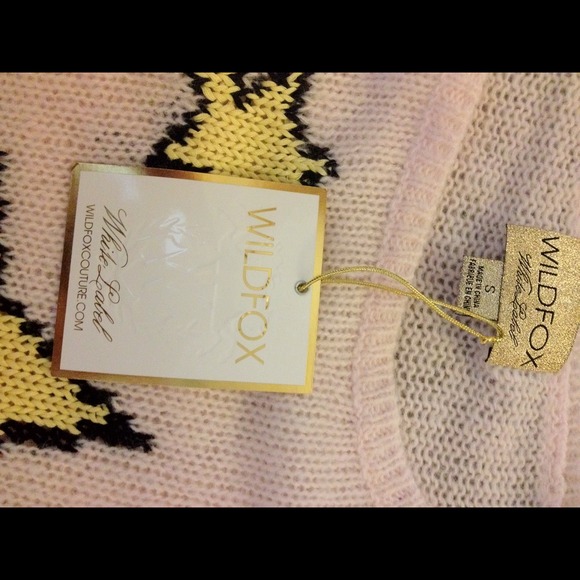 WILDFOX
White Label
WILDFOXCOUTURE.COM
WILDFOX
White Label
S
MADE IN CHINA
FABRIQUÉ EN CHINE